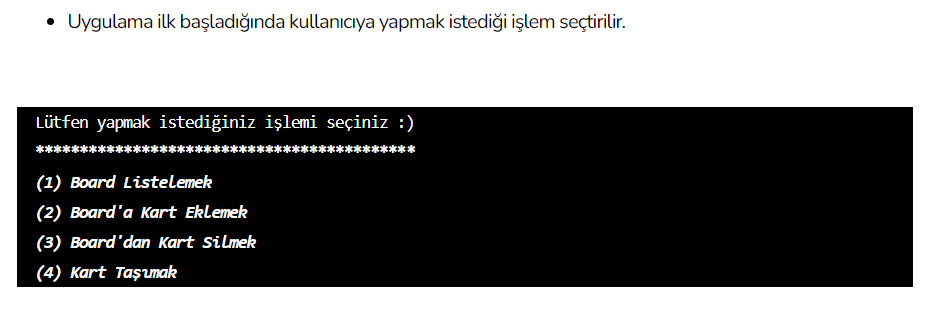 • Uygulama ilk başladığında kullanıcıya yapmak istediği işlem seçtirilir.
Lütfen yapmak istediğiniz işlemi seçiniz :)
*******************************************
(1) Board Listelemek
(2) Board'a Kart Eklemek
(3) Board'dan Kart Silmek
(4) Kart Taşımak